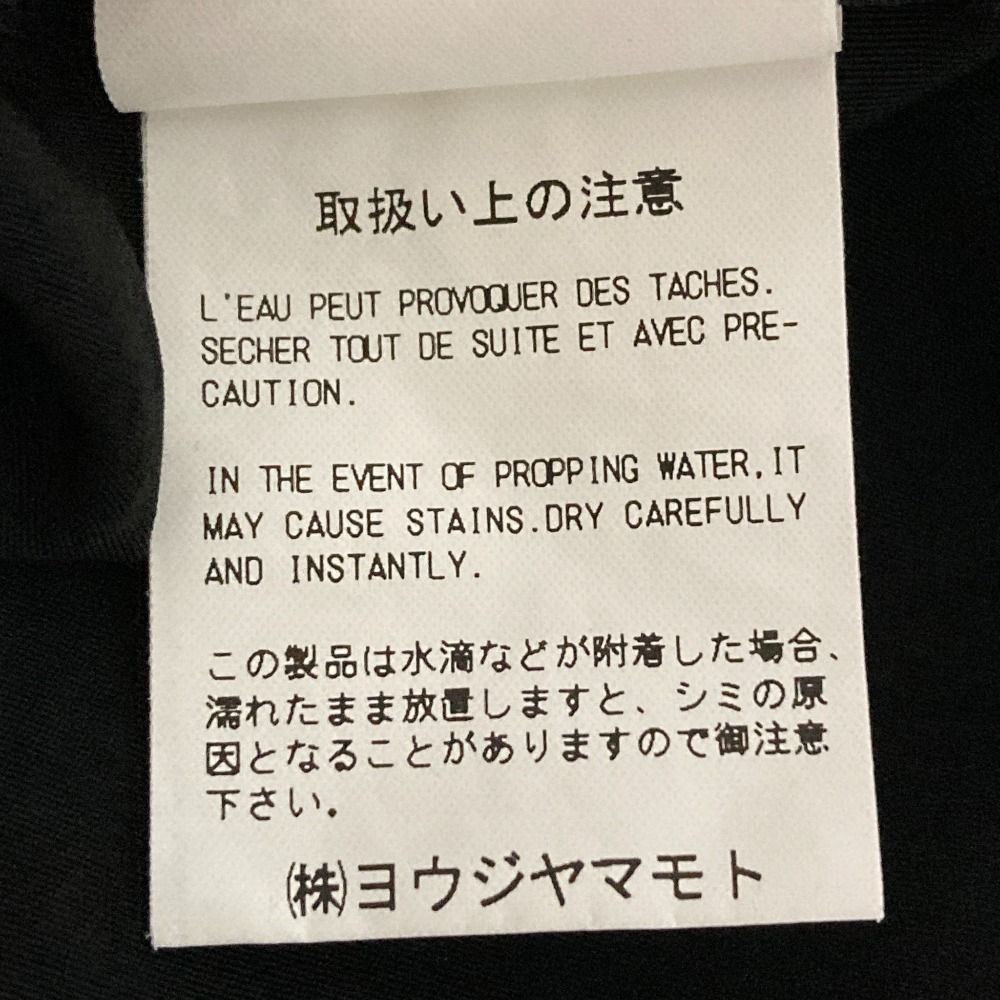 取扱い上の注意
L'EAU PEUT PROVOQUER DES TACHES.
SECHER TOUT DE SUITE ET AVEC PRE-
CAUTION.
IN THE EVENT OF PROPPING WATER,IT
MAY CAUSE STAINS.DRY CAREFULLY
AND INSTANTLY.
この製品は水滴などが附着した場合、
濡れたまま放置しますと、シミの原
因となることがありますので御注意
下さい。
㈱ヨウジヤマモト